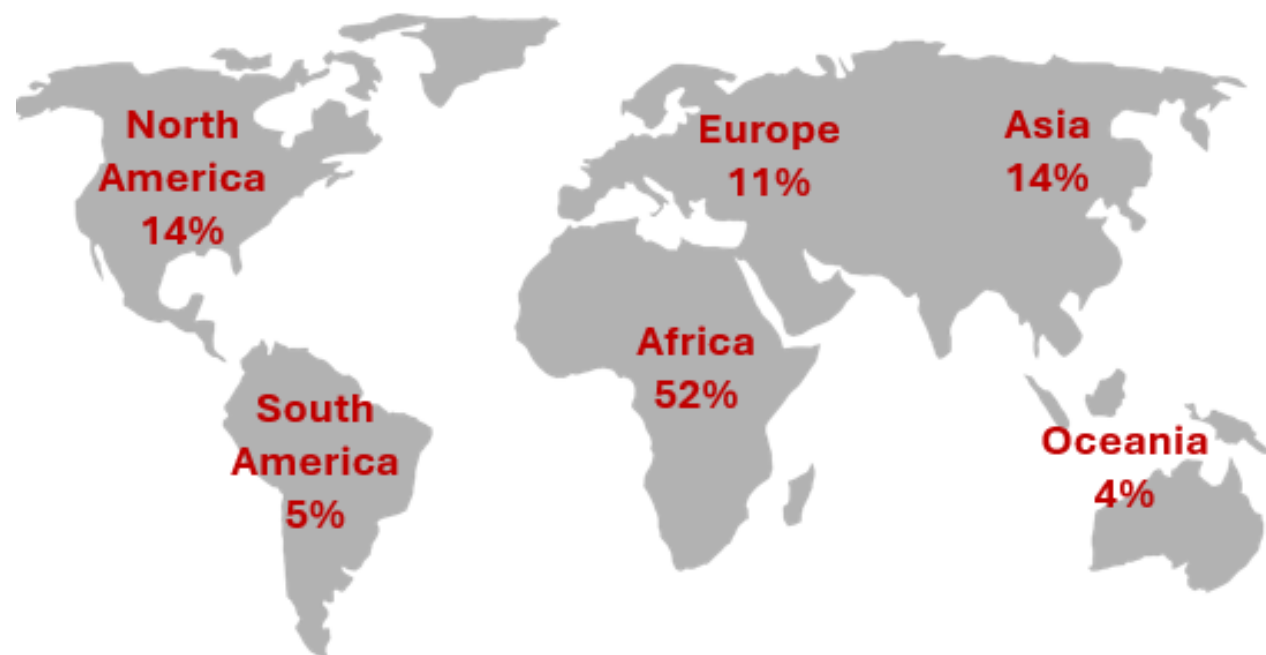 North
America
14%
Europe
11%
Asia
14%
Africa
52%
South
America
5%
Oceania
4%